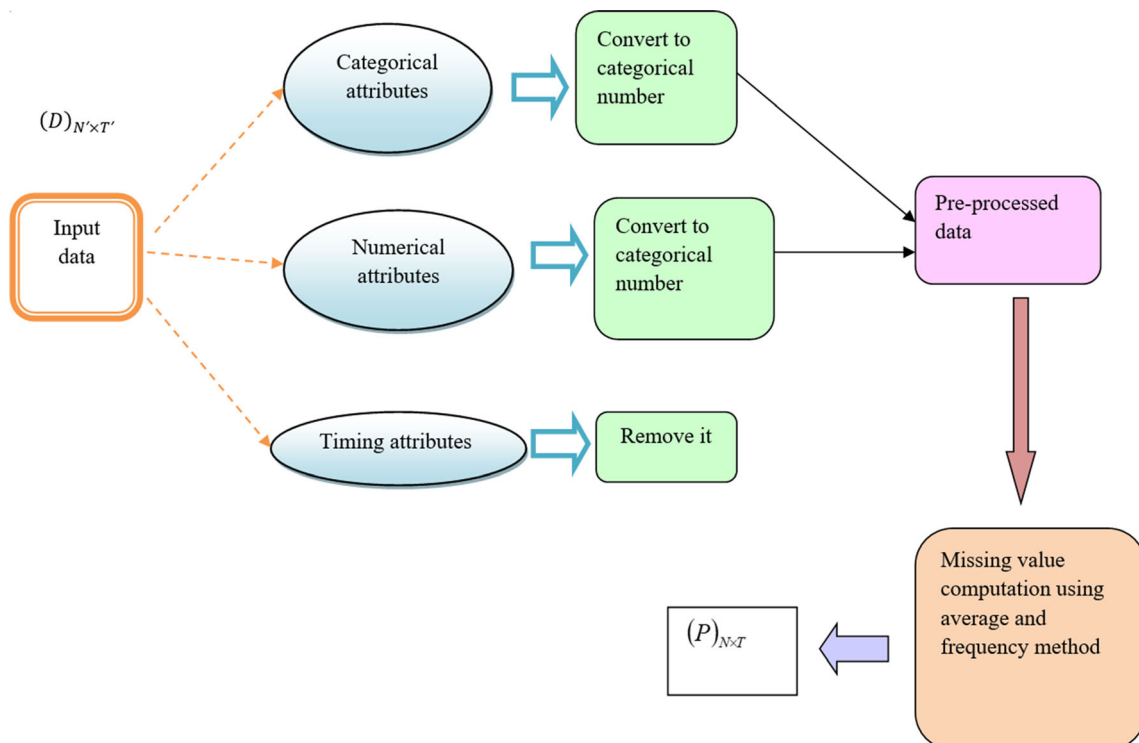 Categorical
attributes
Convert to
categorical
number
(D)_{N′×T′}
Input
data
Numerical
attributes
Convert to
categorical
number
Pre-processed
data
Timing attributes
Remove it
Missing value
computation using
average and
frequency method
(P)_{N×T}